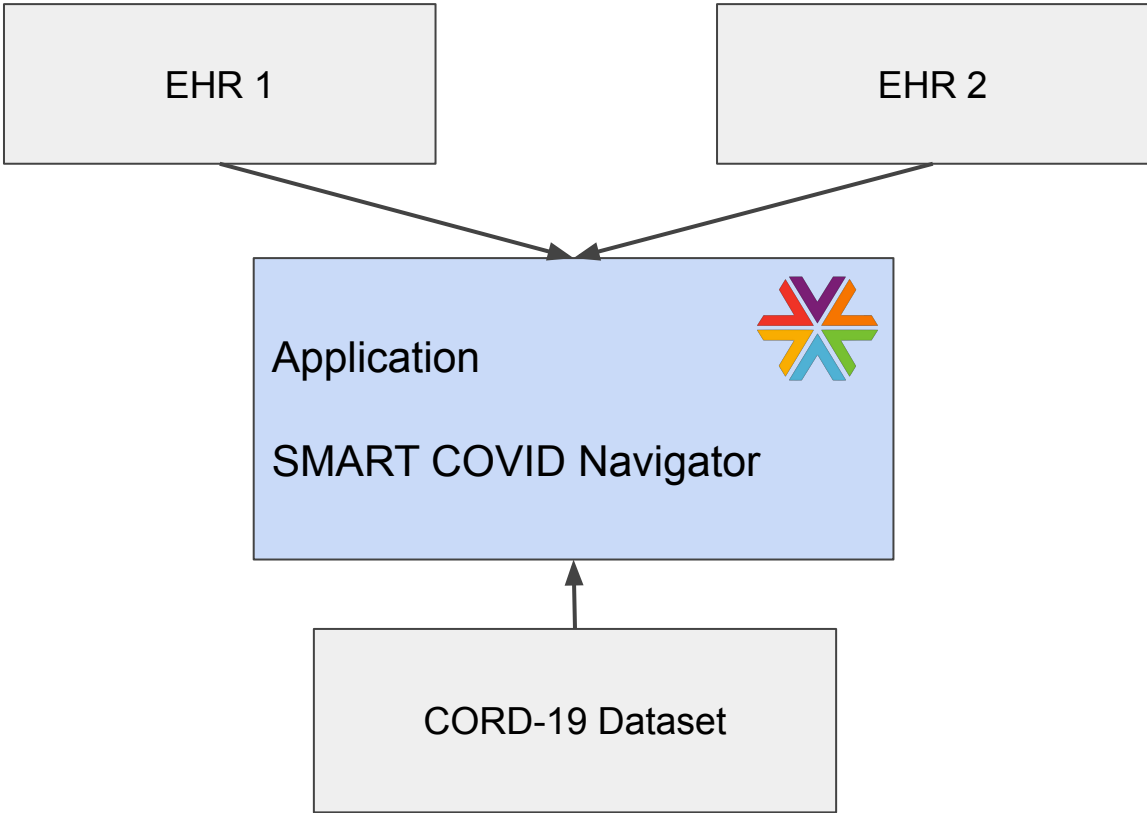 EHR 1
EHR 2
Application
SMART COVID Navigator
CORD-19 Dataset